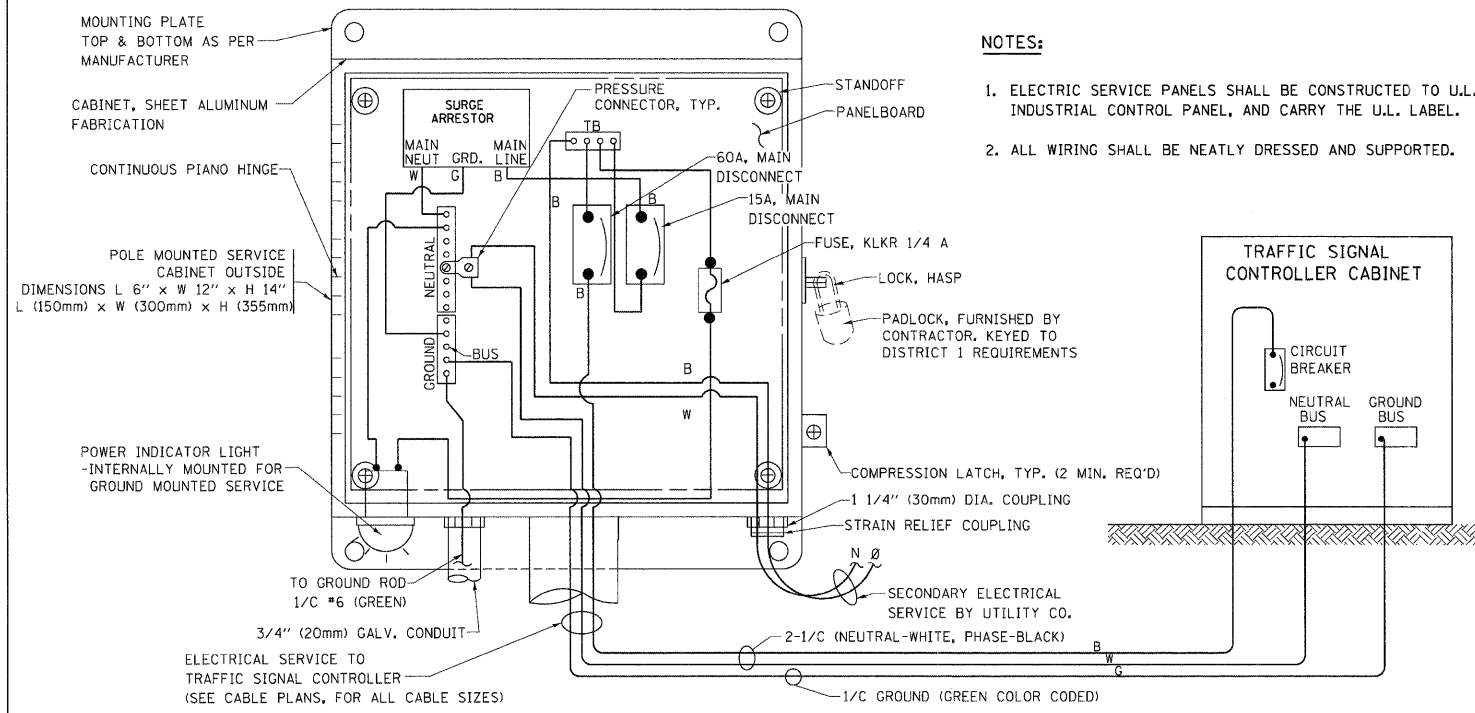 MOUNTING PLATE
TOP & BOTTOM AS PER
MANUFACTURER
CABINET, SHEET ALUMINUM
FABRICATION
CONTINUOUS PIANO HINGE
POLE MOUNTED SERVICE
CABINET OUTSIDE
DIMENSIONS L 6" x W 12" x H 14"
L (150mm) x W (300mm) x H (355mm)
POWER INDICATOR LIGHT
-INTERNALLY MOUNTED FOR
GROUND MOUNTED SERVICE
TO GROUND ROD
1/C #6 (GREEN)
3/4" (20mm) GALV. CONDUIT
ELECTRICAL SERVICE TO
TRAFFIC SIGNAL CONTROLLER
(SEE CABLE PLANS, FOR ALL CABLE SIZES)
SURGE
ARRESTOR
MAIN
NEUT
GRD.
MAIN
LINE
W
G
B
PRESSURE
CONNECTOR, TYP.
TB
B
B
B
NEUTRAL
GROUND
BUS
B
W
STANDOFF
PANELBOARD
60A, MAIN
DISCONNECT
15A, MAIN
DISCONNECT
FUSE, KLKR 1/4 A
LOCK, HASP
PADLOCK, FURNISHED BY
CONTRACTOR. KEYED TO
DISTRICT 1 REQUIREMENTS
COMPRESSION LATCH, TYP. (2 MIN. REQ'D)
1 1/4" (30mm) DIA. COUPLING
STRAIN RELIEF COUPLING
N Ø
SECONDARY ELECTRICAL
SERVICE BY UTILITY CO.
2-1/C (NEUTRAL-WHITE, PHASE-BLACK)
B
W
G
1/C GROUND (GREEN COLOR CODED)
NOTES:
1. ELECTRIC SERVICE PANELS SHALL BE CONSTRUCTED TO U.L.
INDUSTRIAL CONTROL PANEL, AND CARRY THE U.L. LABEL.
2. ALL WIRING SHALL BE NEATLY DRESSED AND SUPPORTED.
TRAFFIC SIGNAL
CONTROLLER CABINET
CIRCUIT
BREAKER
NEUTRAL
BUS
GROUND
BUS